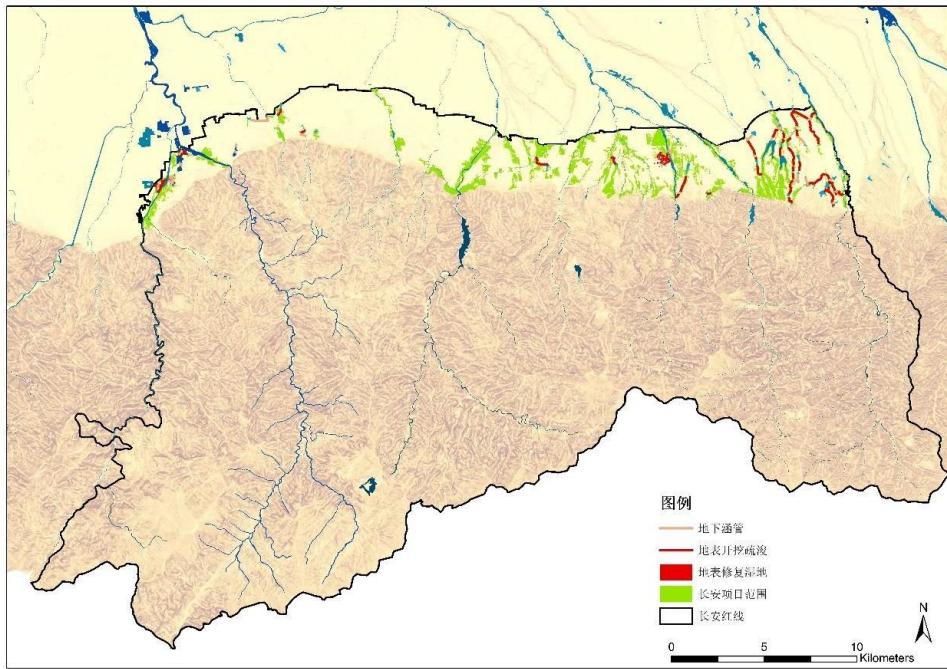 图例
地下涵管
地表开挖疏浚
地表修复湿地
长安项目范围
长安红线
N
0 5 10
Kilometers